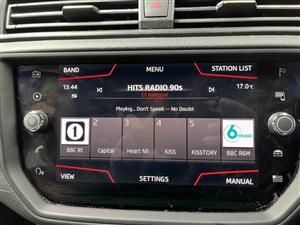 BAND MENU STATION LIST
HITS RADIO 90s
13:44 D1 National 17.0°c
Playing.. Don't Speak -- No Doubt
1 2 3 4 5 6 music
BBC R1 Capital Heart Nh KISS KISSTORY BBC R6M
VIEW SETTINGS MANUAL